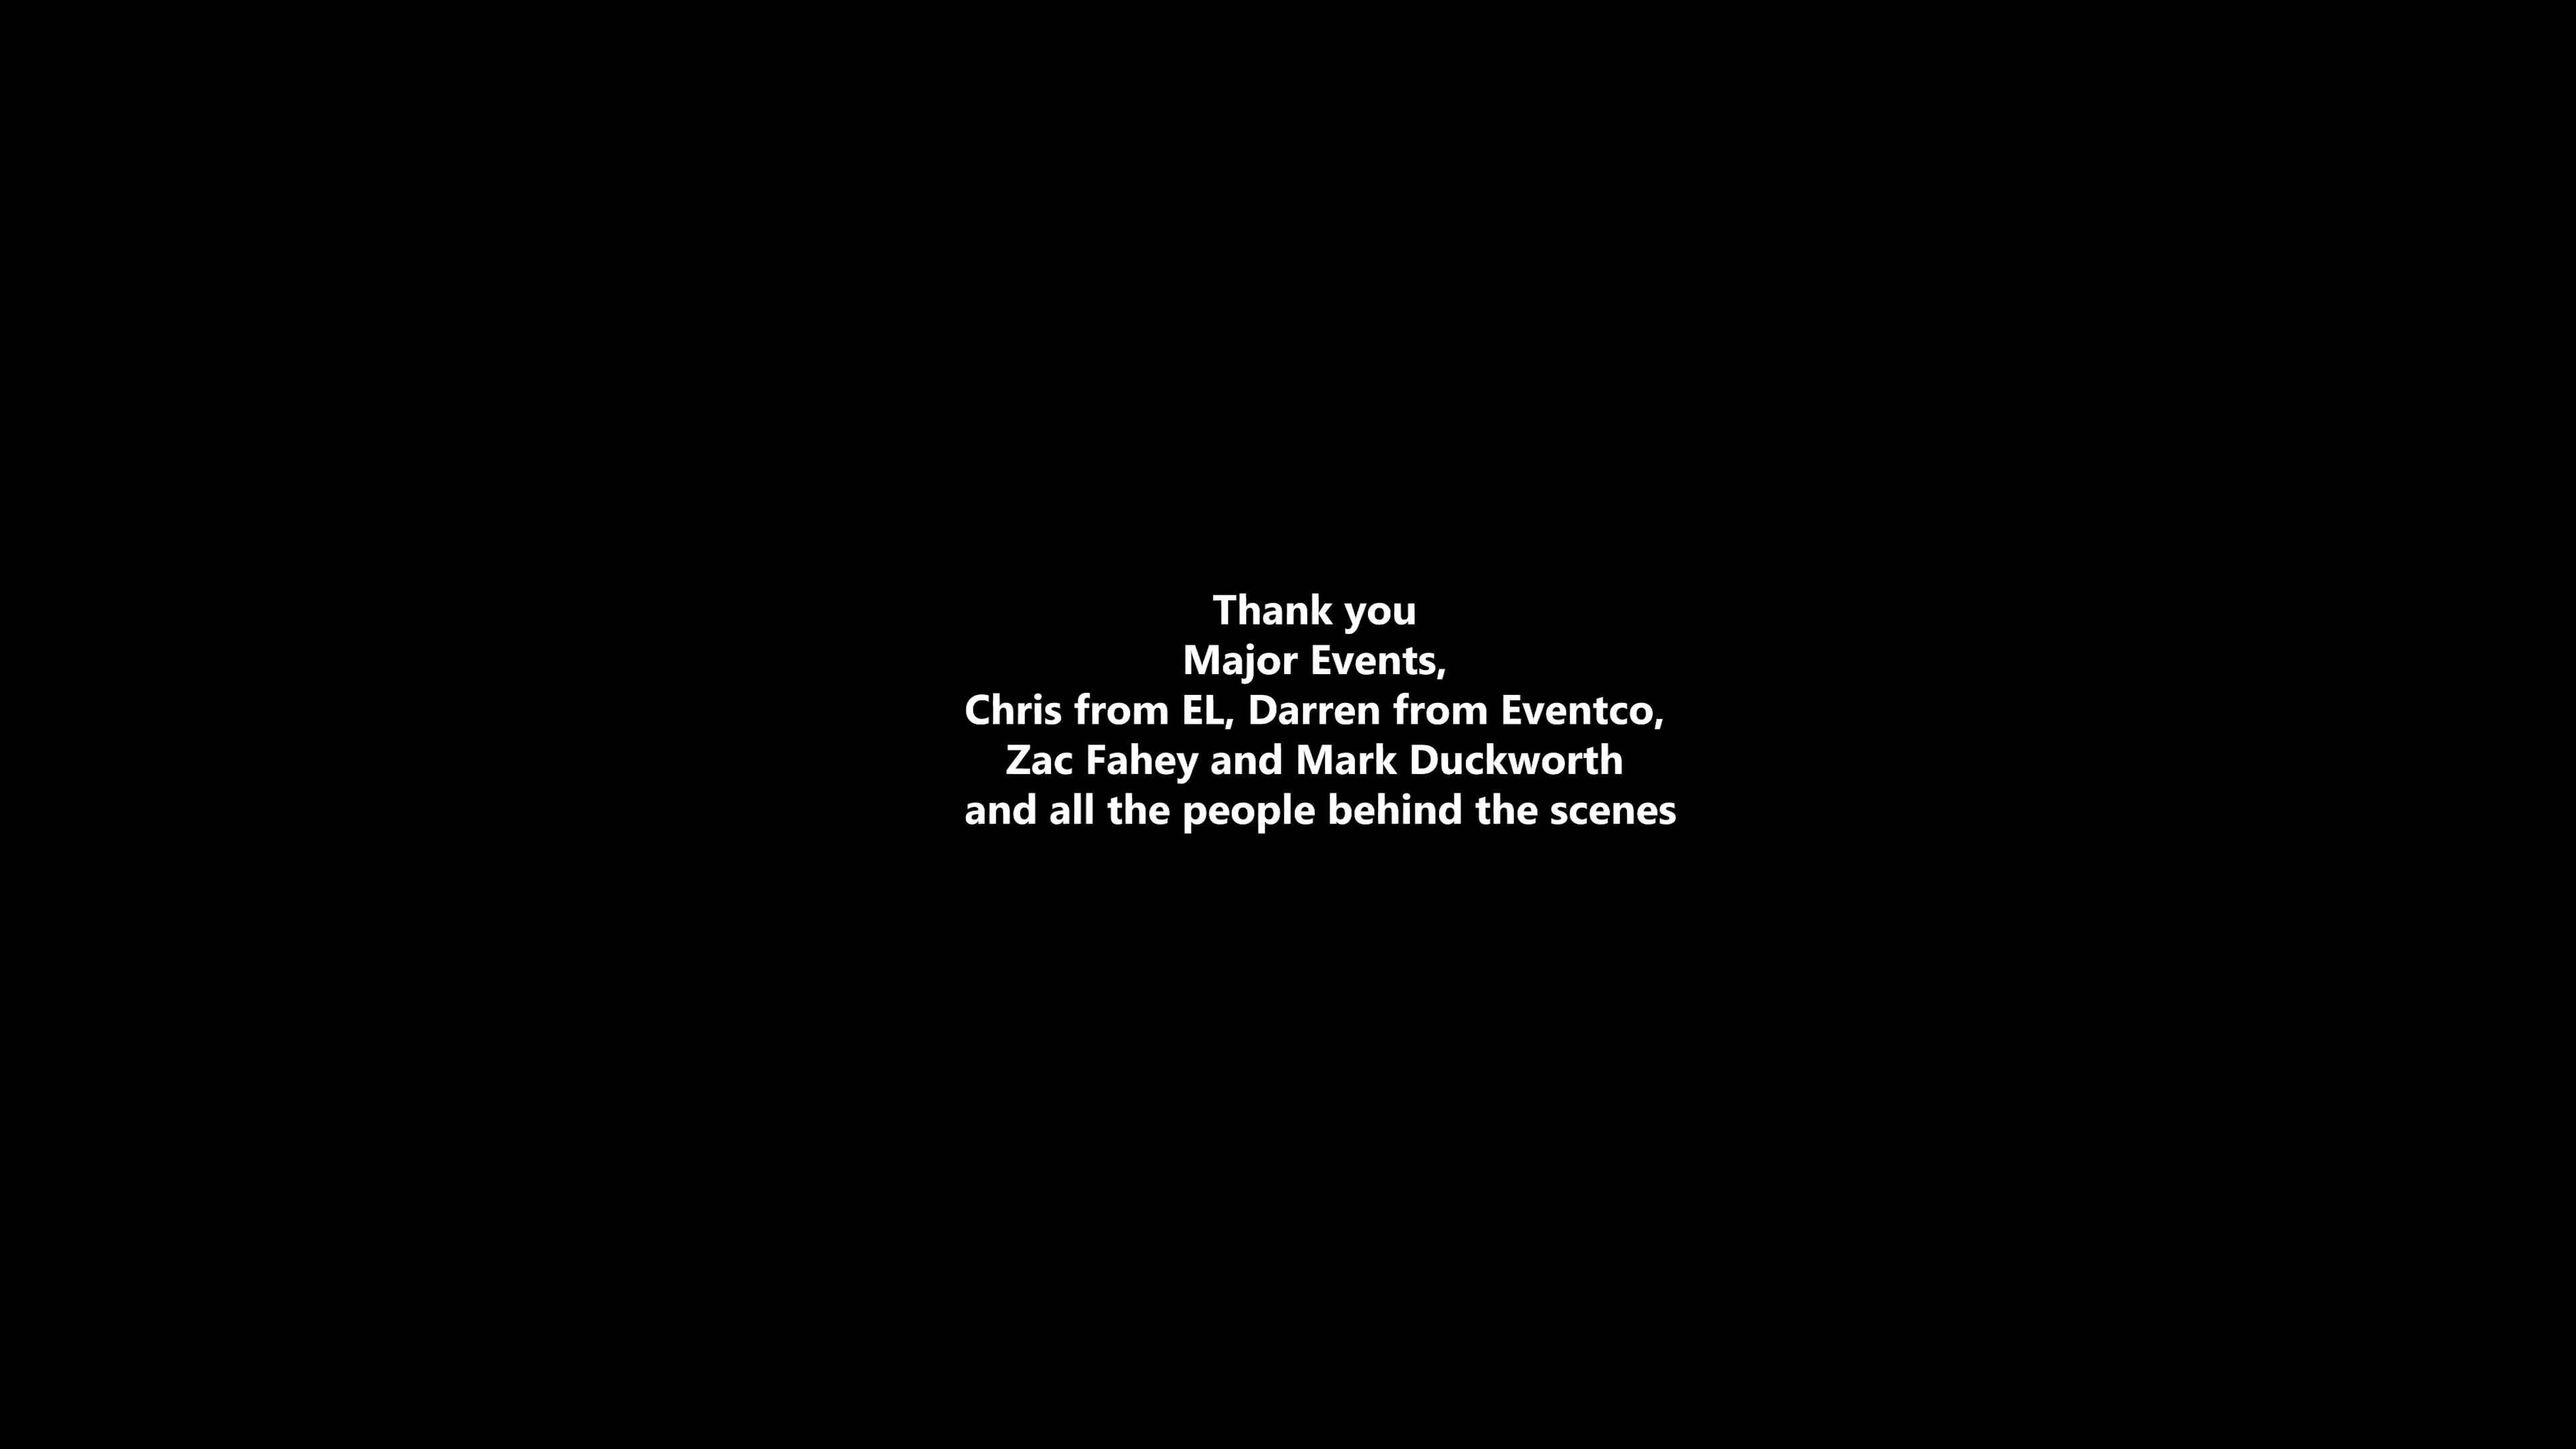 Thank you
Major Events,
Chris from EL, Darren from Eventco,
Zac Fahey and Mark Duckworth
and all the people behind the scenes